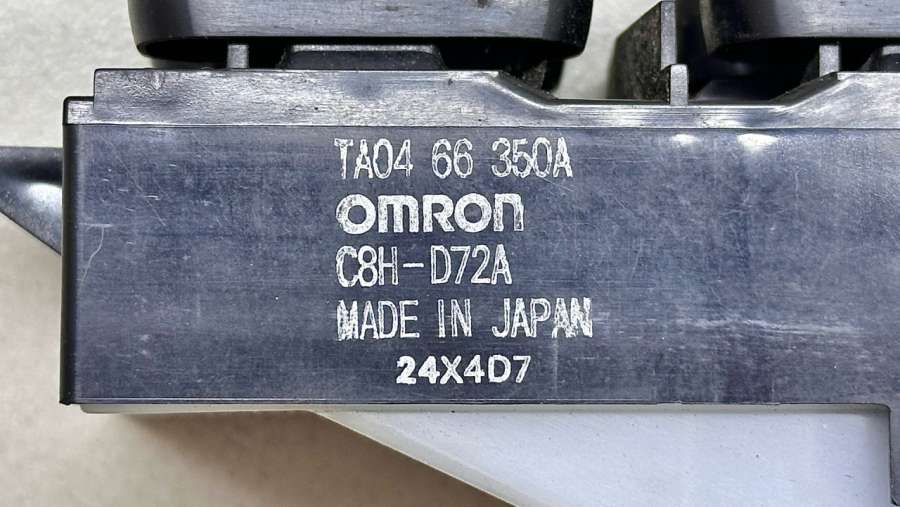 TA04 66 350A
OMRON
C8H-D72A
MADE IN JAPAN
24X4D7